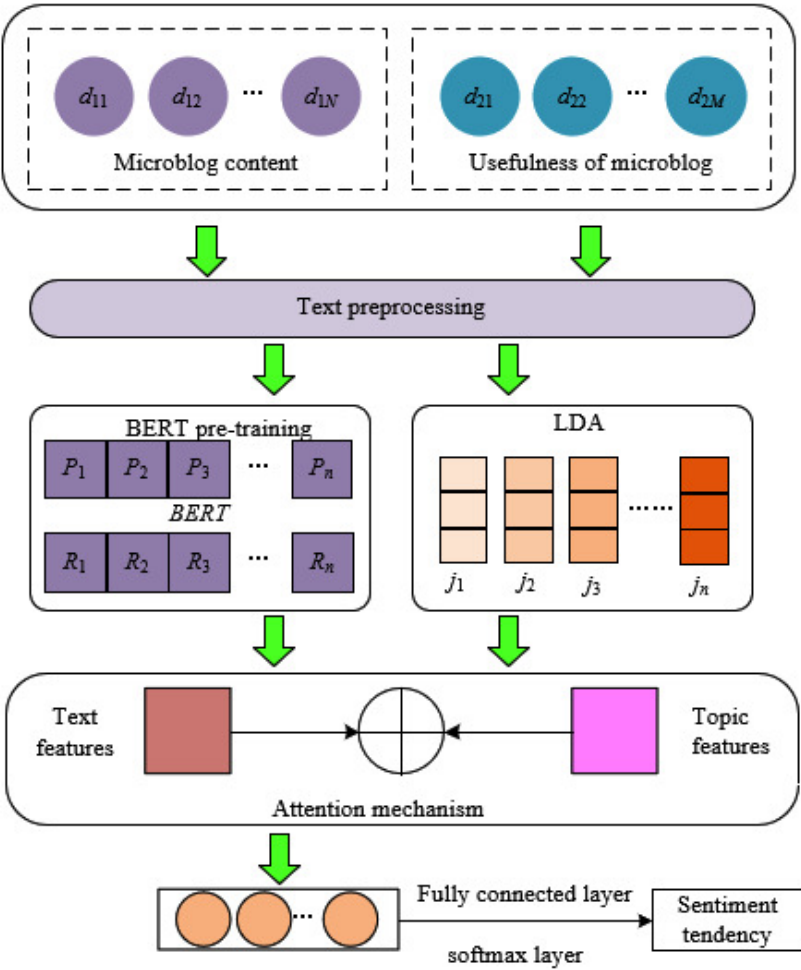 d11 d12 ... d1N
Microblog content
d21 d22 ... d2M
Usefulness of microblog
Text preprocessing
BERT pre-training
P1 P2 P3 ... Pn
BERT
R1 R2 R3 ... Rn
LDA
......
j1 j2 j3 jn
Text
features
Topic
features
Attention mechanism
...
Fully connected layer
softmax layer
Sentiment
tendency